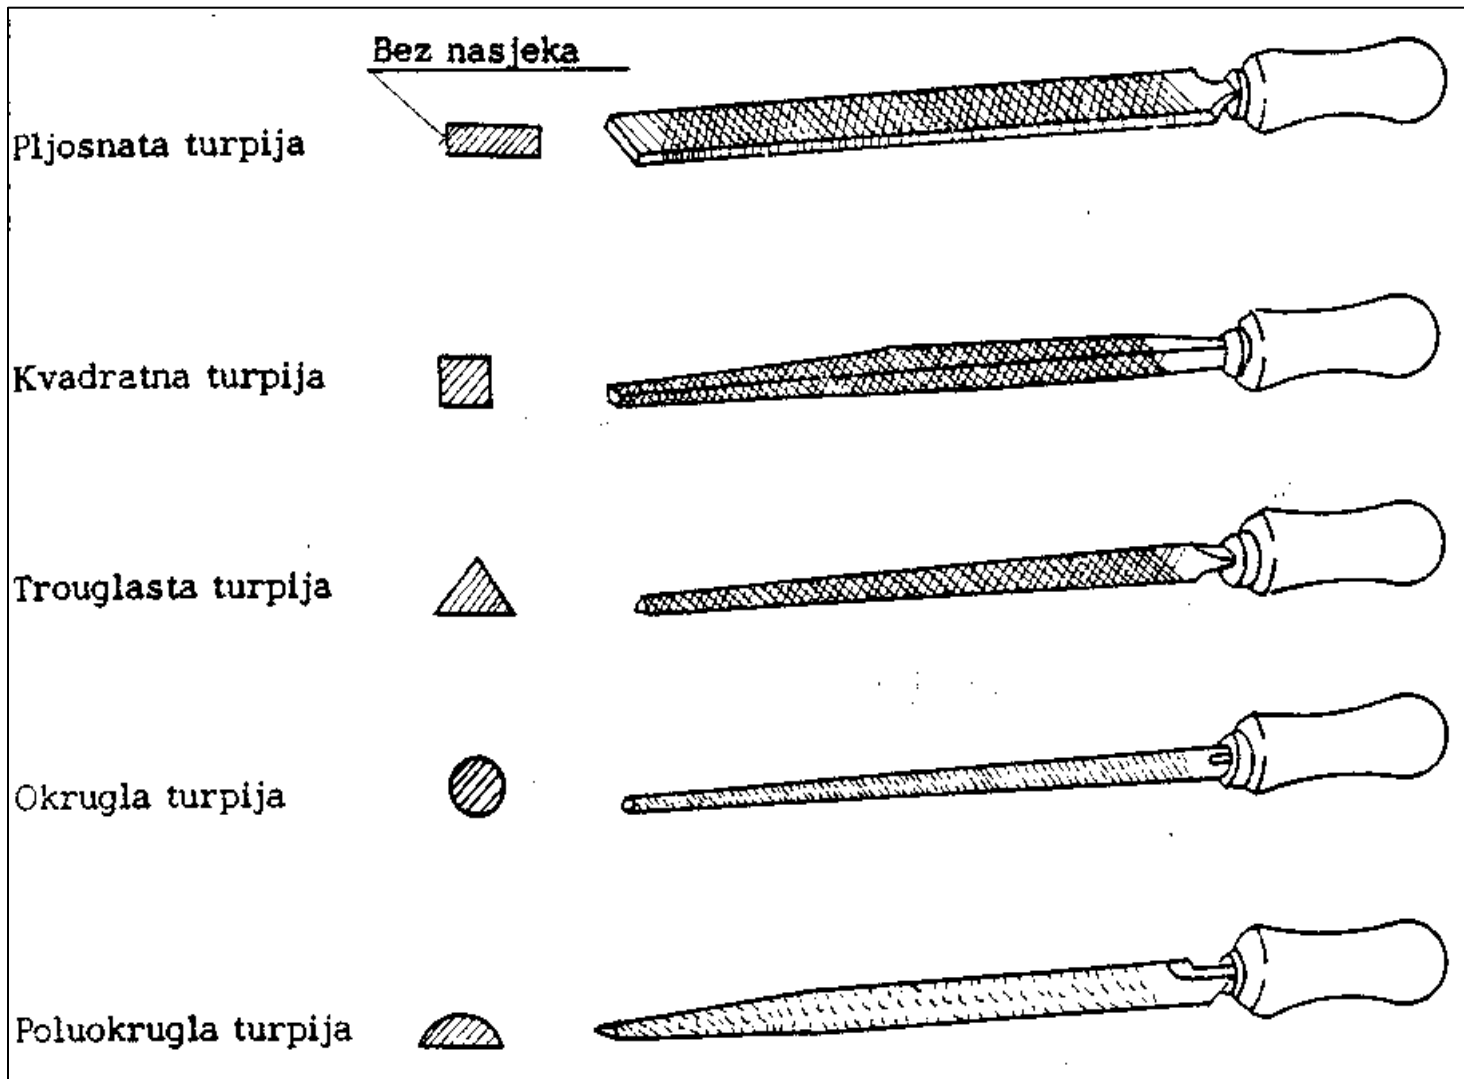 Bez nasjeka
Pljosnata turpija
Kvadratna turpija
Trouglasta turpija
Okrugla turpija
Poluokrugla turpija